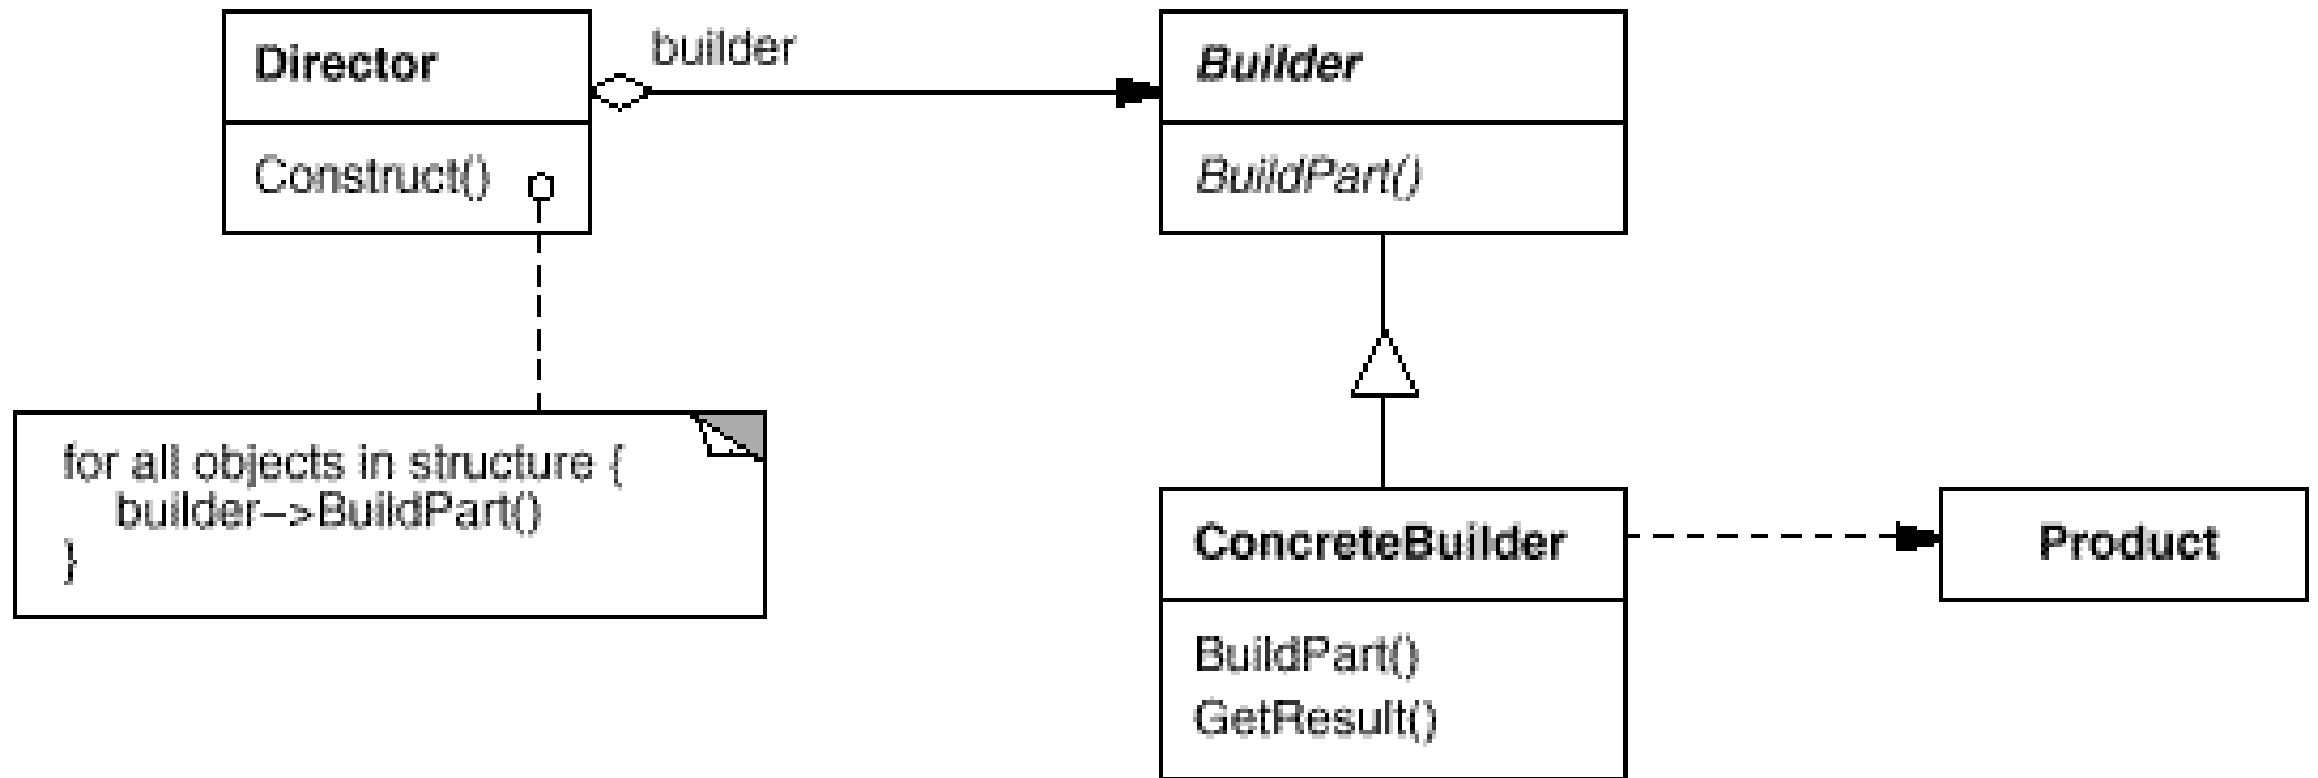 Director
Construct()
builder
Builder
BuildPart()
for all objects in structure {
builder–>BuildPart()
}
ConcreteBuilder
BuildPart()
GetResult()
Product